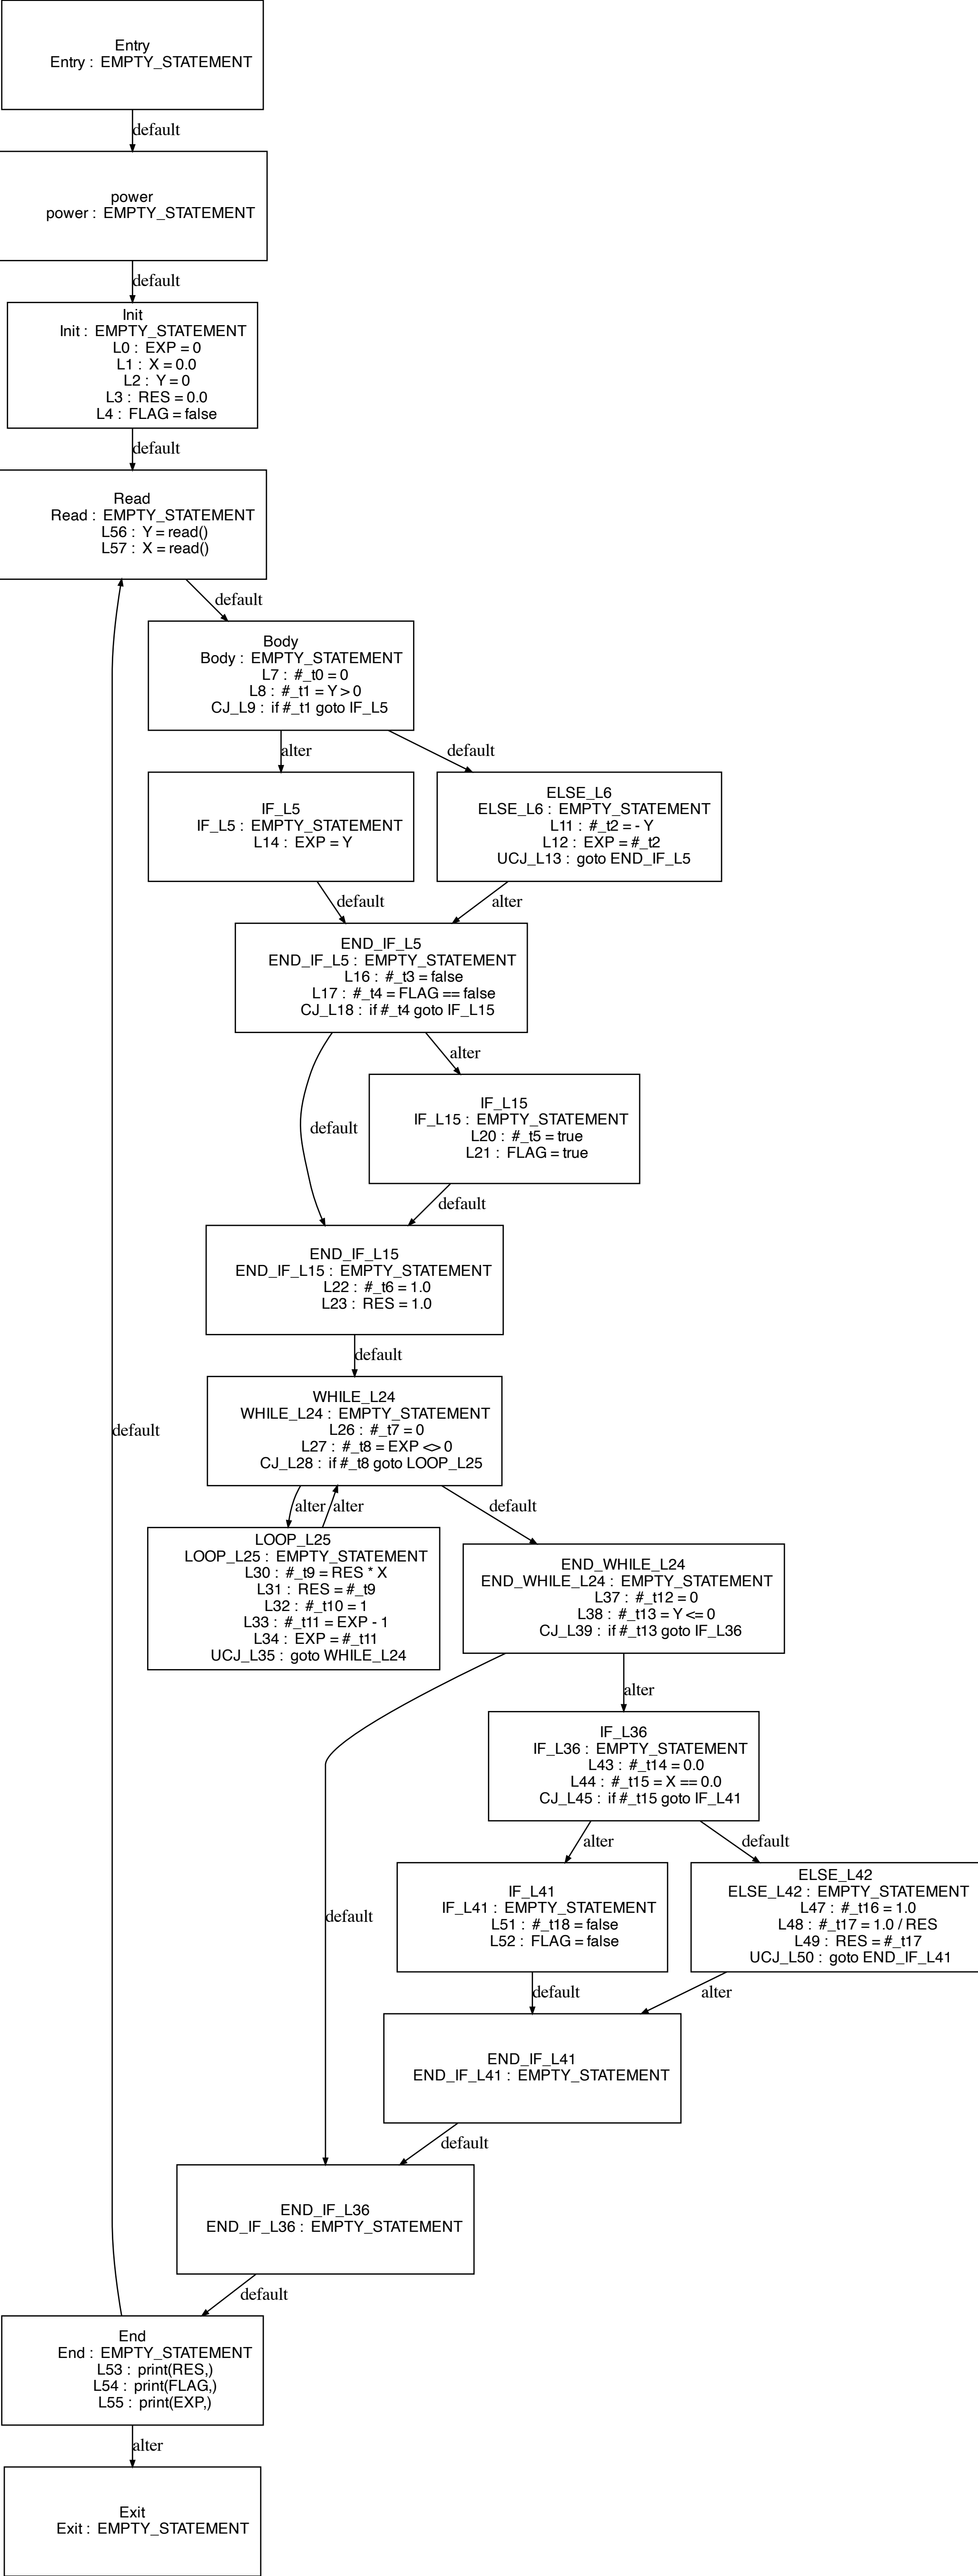 Entry
Entry : EMPTY_STATEMENT
default
power
power : EMPTY_STATEMENT
default
Init
Init : EMPTY_STATEMENT
L0 : EXP = 0
L1 : X = 0.0
L2 : Y = 0
L3 : RES = 0.0
L4 : FLAG = false
default
Read
Read : EMPTY_STATEMENT
L56 : Y = read()
L57 : X = read()
default
Body
Body : EMPTY_STATEMENT
L7 : #_t0 = 0
L8 : #_t1 = Y > 0
CJ_L9 : if #_t1 goto IF_L5
alter
default
IF_L5
IF_L5 : EMPTY_STATEMENT
L14 : EXP = Y
ELSE_L6
ELSE_L6 : EMPTY_STATEMENT
L11 : #_t2 = - Y
L12 : EXP = #_t2
UCJ_L13 : goto END_IF_L5
default
alter
END_IF_L5
END_IF_L5 : EMPTY_STATEMENT
L16 : #_t3 = false
L17 : #_t4 = FLAG == false
CJ_L18 : if #_t4 goto IF_L15
alter
default
IF_L15
IF_L15 : EMPTY_STATEMENT
L20 : #_t5 = true
L21 : FLAG = true
default
END_IF_L15
END_IF_L15 : EMPTY_STATEMENT
L22 : #_t6 = 1.0
L23 : RES = 1.0
default
WHILE_L24
WHILE_L24 : EMPTY_STATEMENT
L26 : #_t7 = 0
L27 : #_t8 = EXP <> 0
CJ_L28 : if #_t8 goto LOOP_L25
default
alter
alter
default
LOOP_L25
LOOP_L25 : EMPTY_STATEMENT
L30 : #_t9 = RES * X
L31 : RES = #_t9
L32 : #_t10 = 1
L33 : #_t11 = EXP - 1
L34 : EXP = #_t11
UCJ_L35 : goto WHILE_L24
END_WHILE_L24
END_WHILE_L24 : EMPTY_STATEMENT
L37 : #_t12 = 0
L38 : #_t13 = Y <= 0
CJ_L39 : if #_t13 goto IF_L36
alter
IF_L36
IF_L36 : EMPTY_STATEMENT
L43 : #_t14 = 0.0
L44 : #_t15 = X == 0.0
CJ_L45 : if #_t15 goto IF_L41
alter
default
default
IF_L41
IF_L41 : EMPTY_STATEMENT
L51 : #_t18 = false
L52 : FLAG = false
ELSE_L42
ELSE_L42 : EMPTY_STATEMENT
L47 : #_t16 = 1.0
L48 : #_t17 = 1.0 / RES
L49 : RES = #_t17
UCJ_L50 : goto END_IF_L41
default
alter
END_IF_L41
END_IF_L41 : EMPTY_STATEMENT
default
END_IF_L36
END_IF_L36 : EMPTY_STATEMENT
default
End
End : EMPTY_STATEMENT
L53 : print(RES,)
L54 : print(FLAG,)
L55 : print(EXP,)
alter
Exit
Exit : EMPTY_STATEMENT